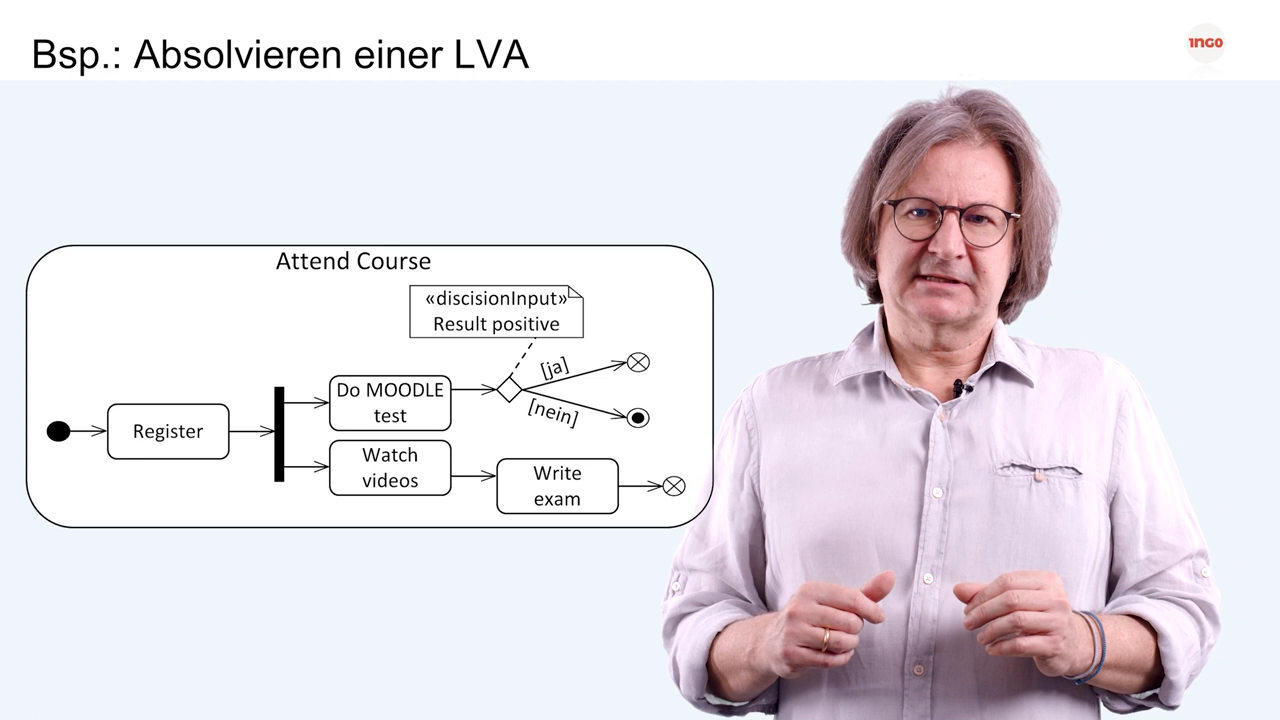 Bsp.: Absolvieren einer LVA
1NG0
Attend Course
«discisionInput»
Result positive
[ja]
[nein]
Do MOODLE
test
Register
Watch
videos
Write
exam